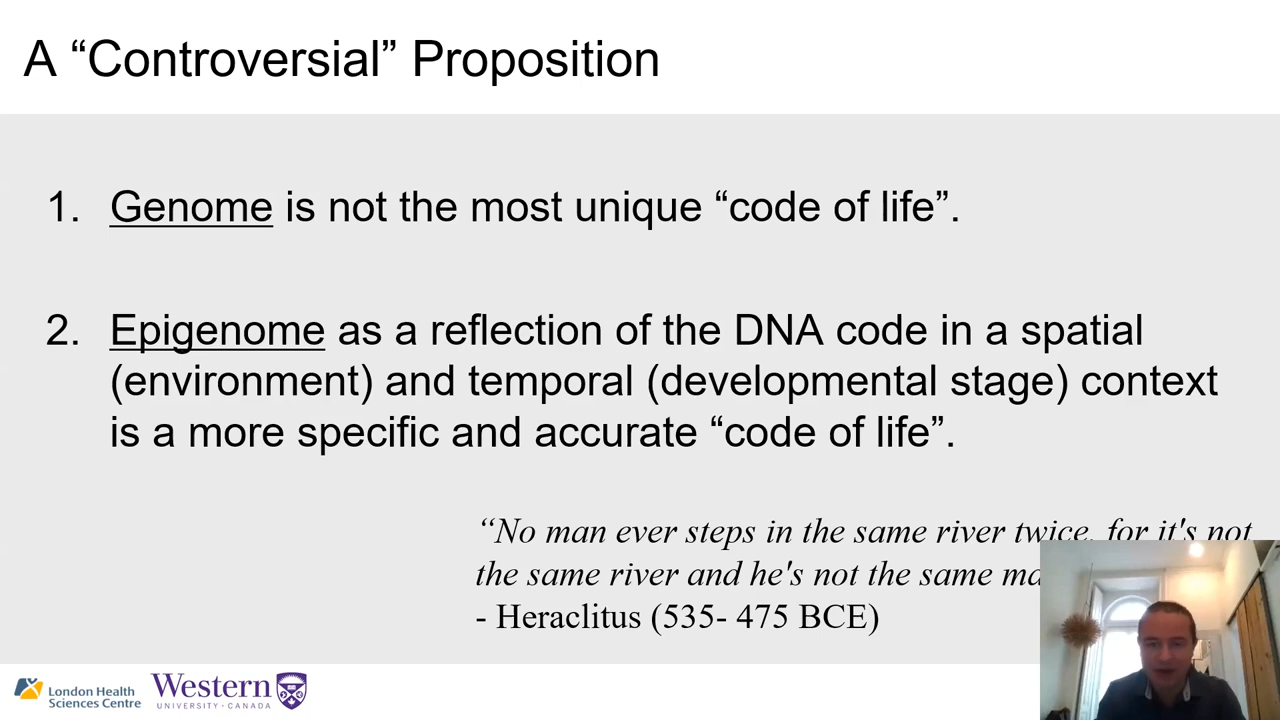 A “Controversial” Proposition
1. Genome is not the most unique “code of life”.
2. Epigenome as a reflection of the DNA code in a spatial
(environment) and temporal (developmental stage) context
is a more specific and accurate “code of life”.
“No man ever steps in the same river twice, for it's not
the same river and he's not the same
- Heraclitus (535- 475 BCE)
London Health
Sciences Centre
Western
UNIVERSITY · CANADA